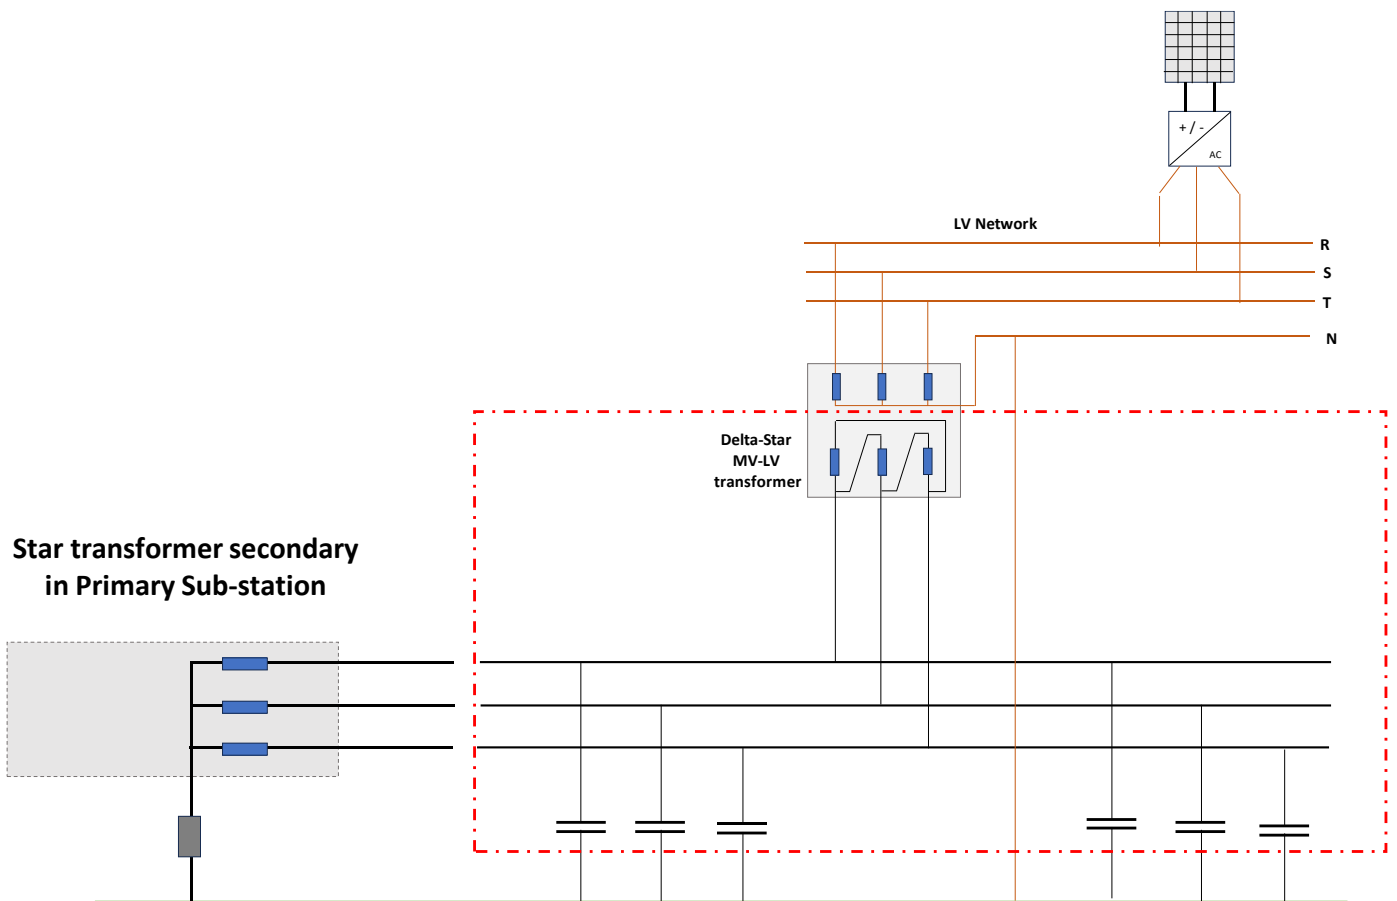 + / -
AC
LV Network
R
S
T
N
Delta-Star
MV-LV
transformer
Star transformer secondary
in Primary Sub-station